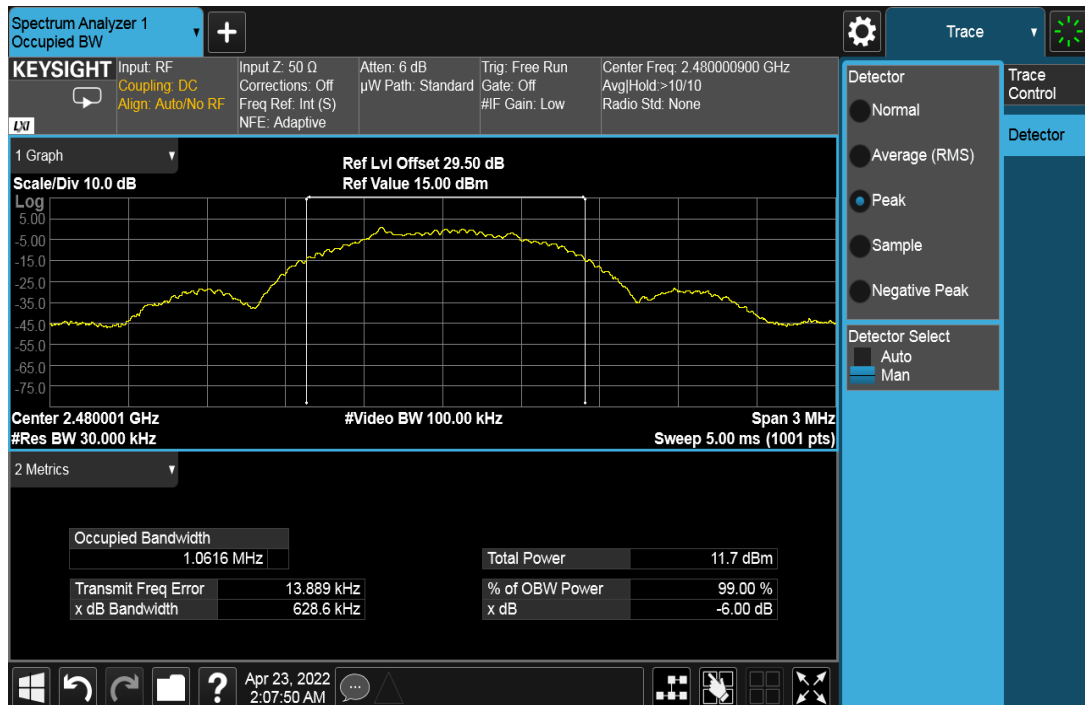 Spectrum Analyzer 1
Occupied BW
+
Trace
KEYSIGHT
LXI
Input: RF
Coupling: DC
Align: Auto/No RF
Input Z: 50 Ω
Corrections: Off
Freq Ref: Int (S)
NFE: Adaptive
Atten: 6 dB
µW Path: Standard
Trig: Free Run
Gate: Off
#IF Gain: Low
Center Freq: 2.480000900 GHz
Avg|Hold:>10/10
Radio Std: None
1 Graph
Scale/Div 10.0 dB
Ref Lvl Offset 29.50 dB
Ref Value 15.00 dBm
Log
5.00
-5.00
-15.0
-25.0
-35.0
-45.0
-55.0
-65.0
-75.0
Center 2.480001 GHz
#Video BW 100.00 kHz
Span 3 MHz
#Res BW 30.000 kHz
Sweep 5.00 ms (1001 pts)
2 Metrics
Occupied Bandwidth
1.0616 MHz
Total Power 11.7 dBm
Transmit Freq Error 13.889 kHz
% of OBW Power 99.00 %
x dB Bandwidth 628.6 kHz
x dB -6.00 dB
Detector
Normal
Average (RMS)
Peak
Sample
Negative Peak
Detector Select
Auto
Man
Trace
Control
Detector
?
Apr 23, 2022
2:07:50 AM
...